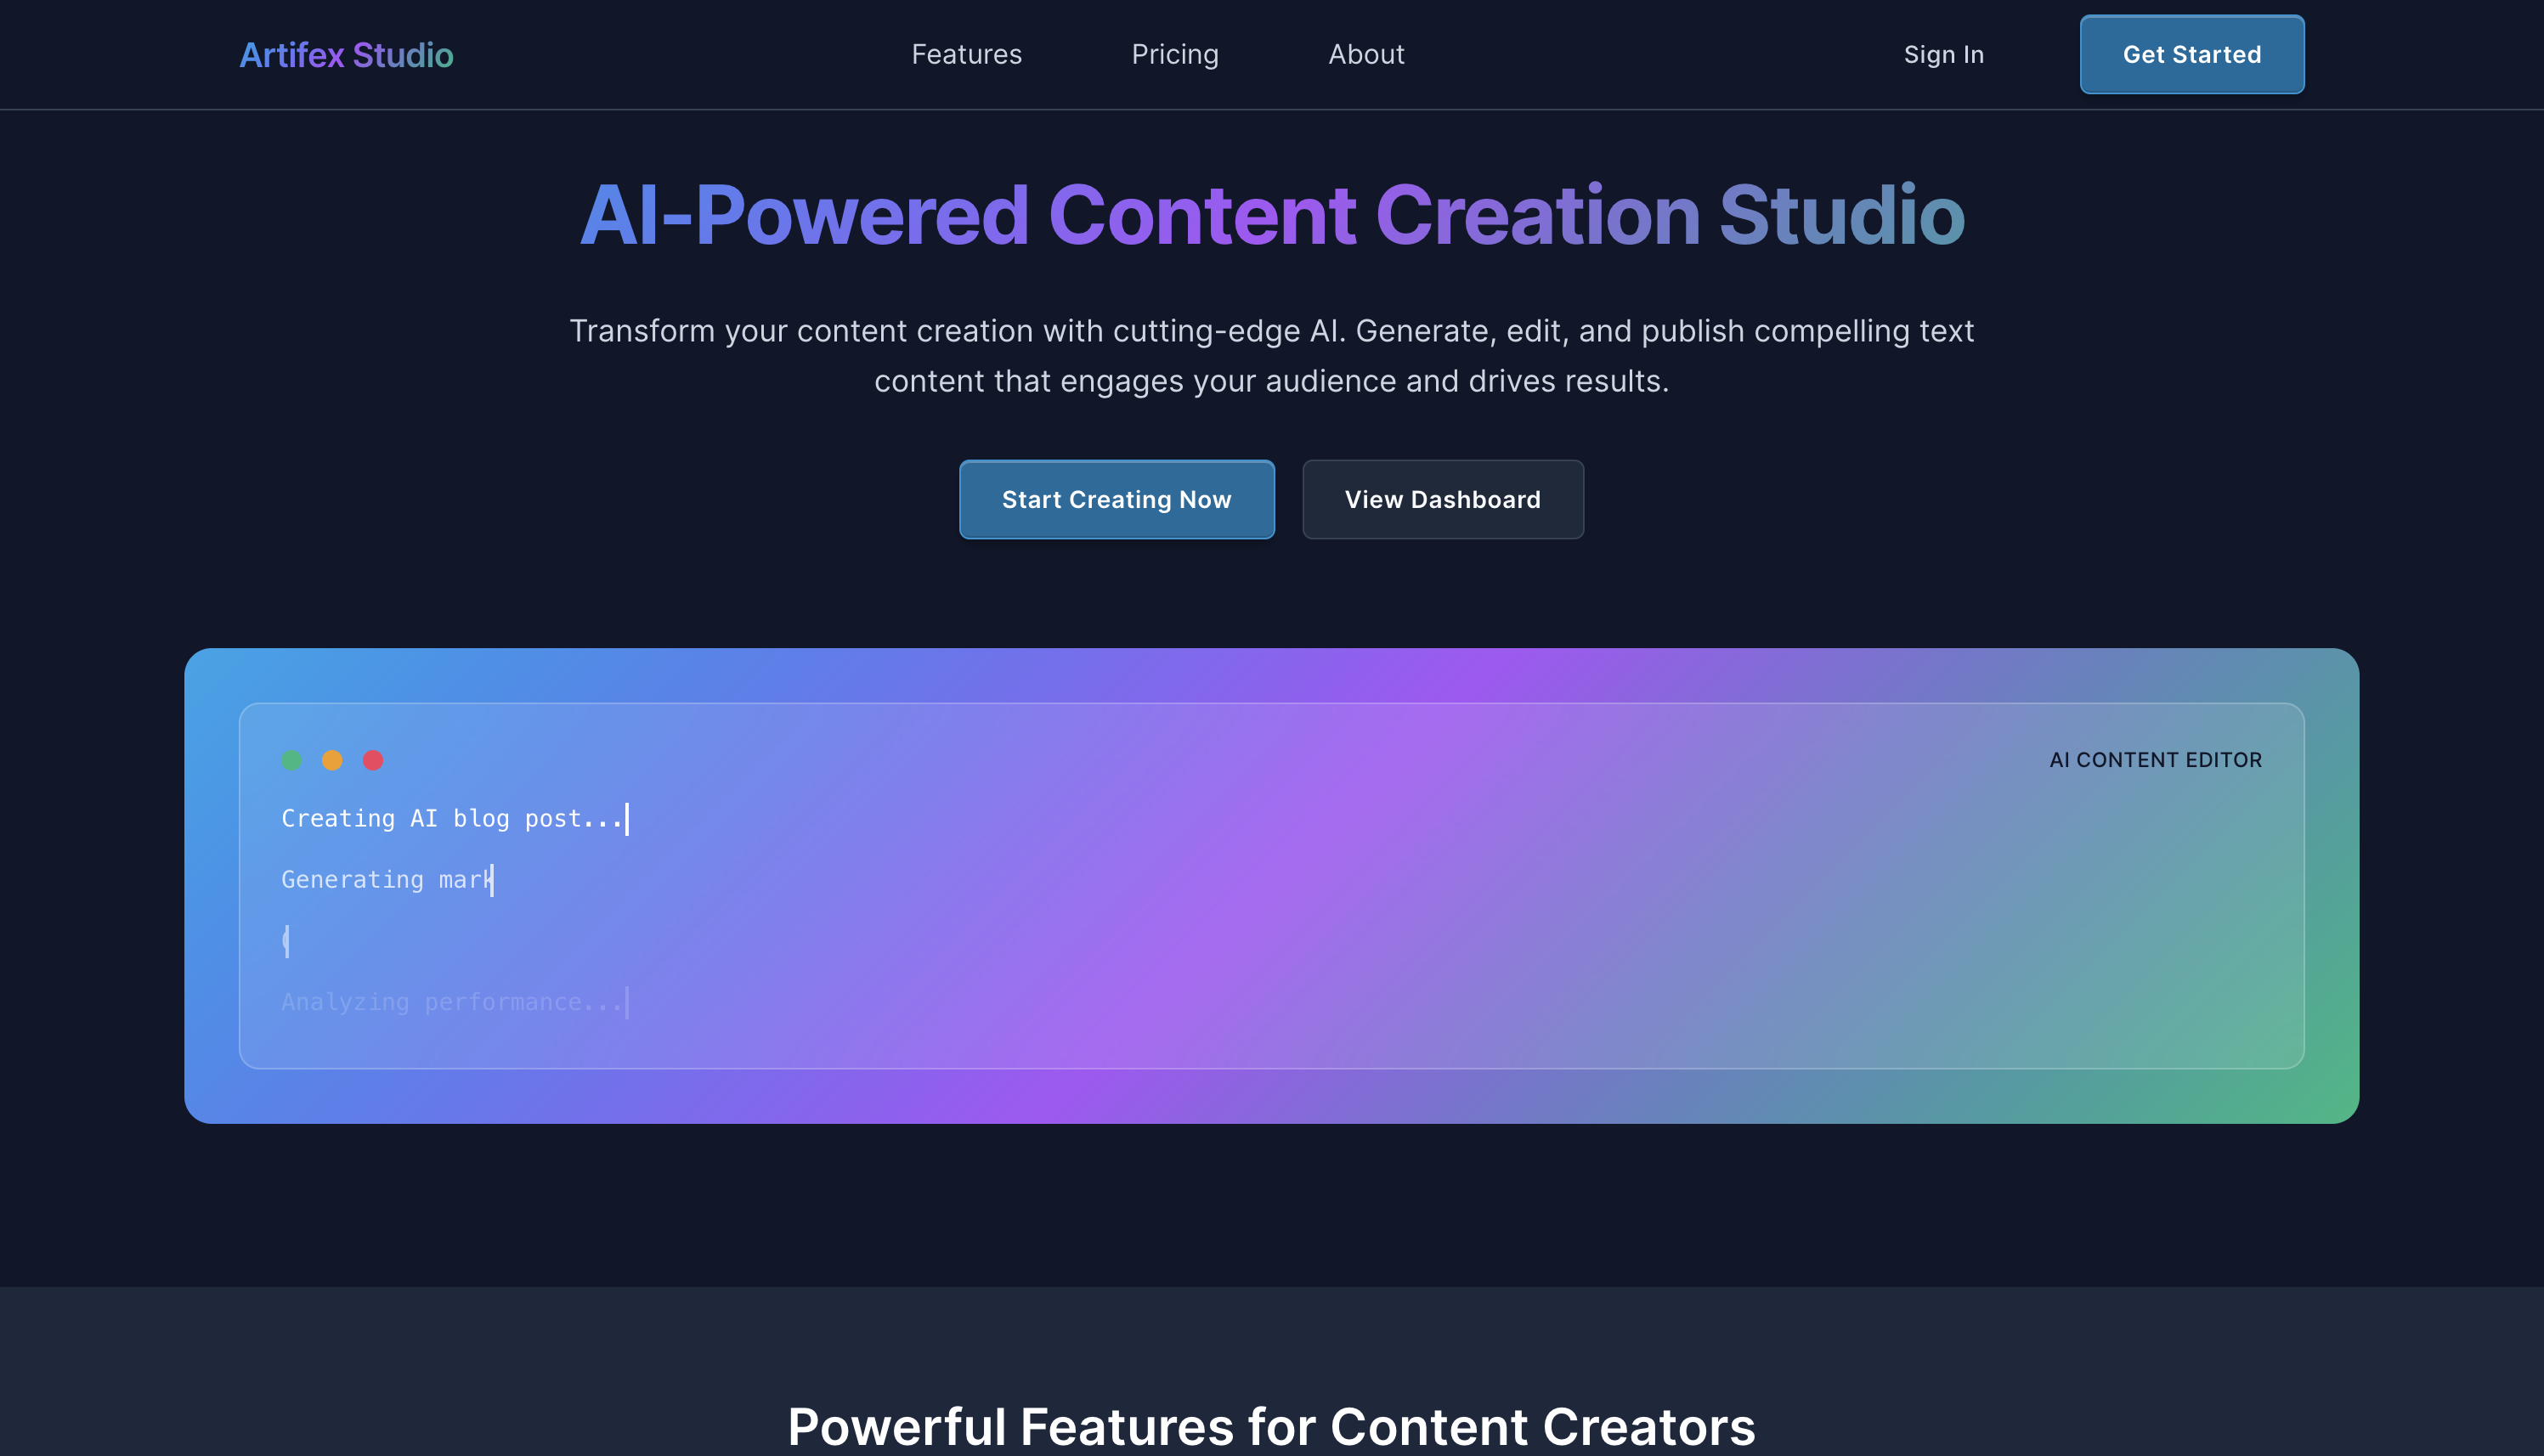 Artifex Studio
Features
Pricing
About
Sign In
Get Started
AI-Powered Content Creation Studio
Transform your content creation with cutting-edge AI. Generate, edit, and publish compelling text
content that engages your audience and drives results.
Start Creating Now
View Dashboard
AI CONTENT EDITOR
Creating AI blog post...
Generating mark
Analyzing performance...
Powerful Features for Content Creators